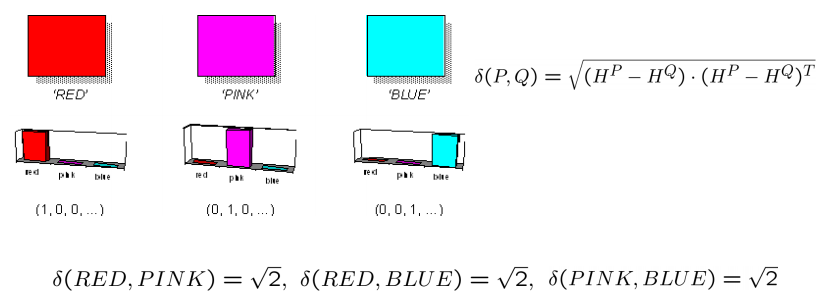 'RED' 'PINK' 'BLUE'
δ(P,Q) = √(H^P − H^Q) · (H^P − H^Q)^T
red pink blue red pink blue red pink blue
(1, 0, 0, ...) (0, 1, 0, ...) (0, 0, 1, ...)
δ(RED, PINK) = √2, δ(RED, BLUE) = √2, δ(PINK, BLUE) = √2